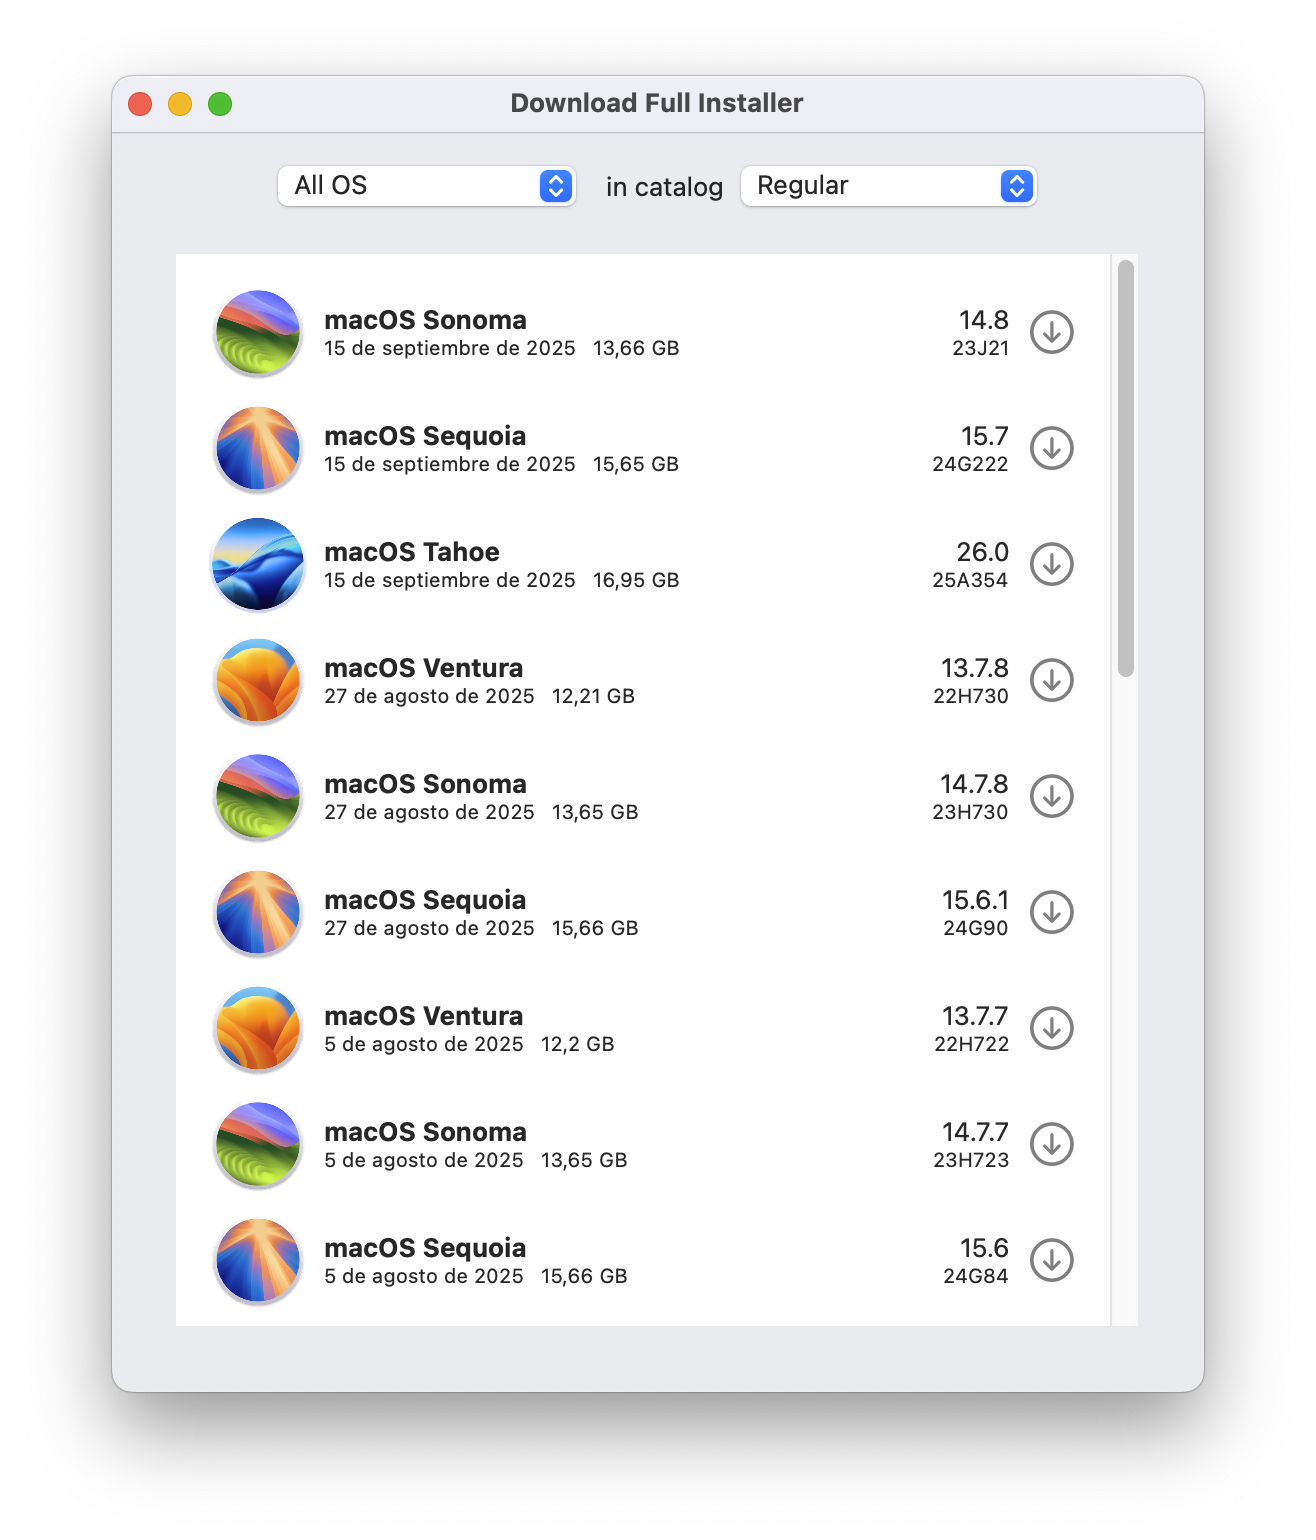 Download Full Installer
All OS in catalog Regular
macOS Sonoma 14.8
15 de septiembre de 2025 13,66 GB 23J21
macOS Sequoia 15.7
15 de septiembre de 2025 15,65 GB 24G222
macOS Tahoe 26.0
15 de septiembre de 2025 16,95 GB 25A354
macOS Ventura 13.7.8
27 de agosto de 2025 12,21 GB 22H730
macOS Sonoma 14.7.8
27 de agosto de 2025 13,65 GB 23H730
macOS Sequoia 15.6.1
27 de agosto de 2025 15,66 GB 24G90
macOS Ventura 13.7.7
5 de agosto de 2025 12,2 GB 22H722
macOS Sonoma 14.7.7
5 de agosto de 2025 13,65 GB 23H723
macOS Sequoia 15.6
5 de agosto de 2025 15,66 GB 24G84